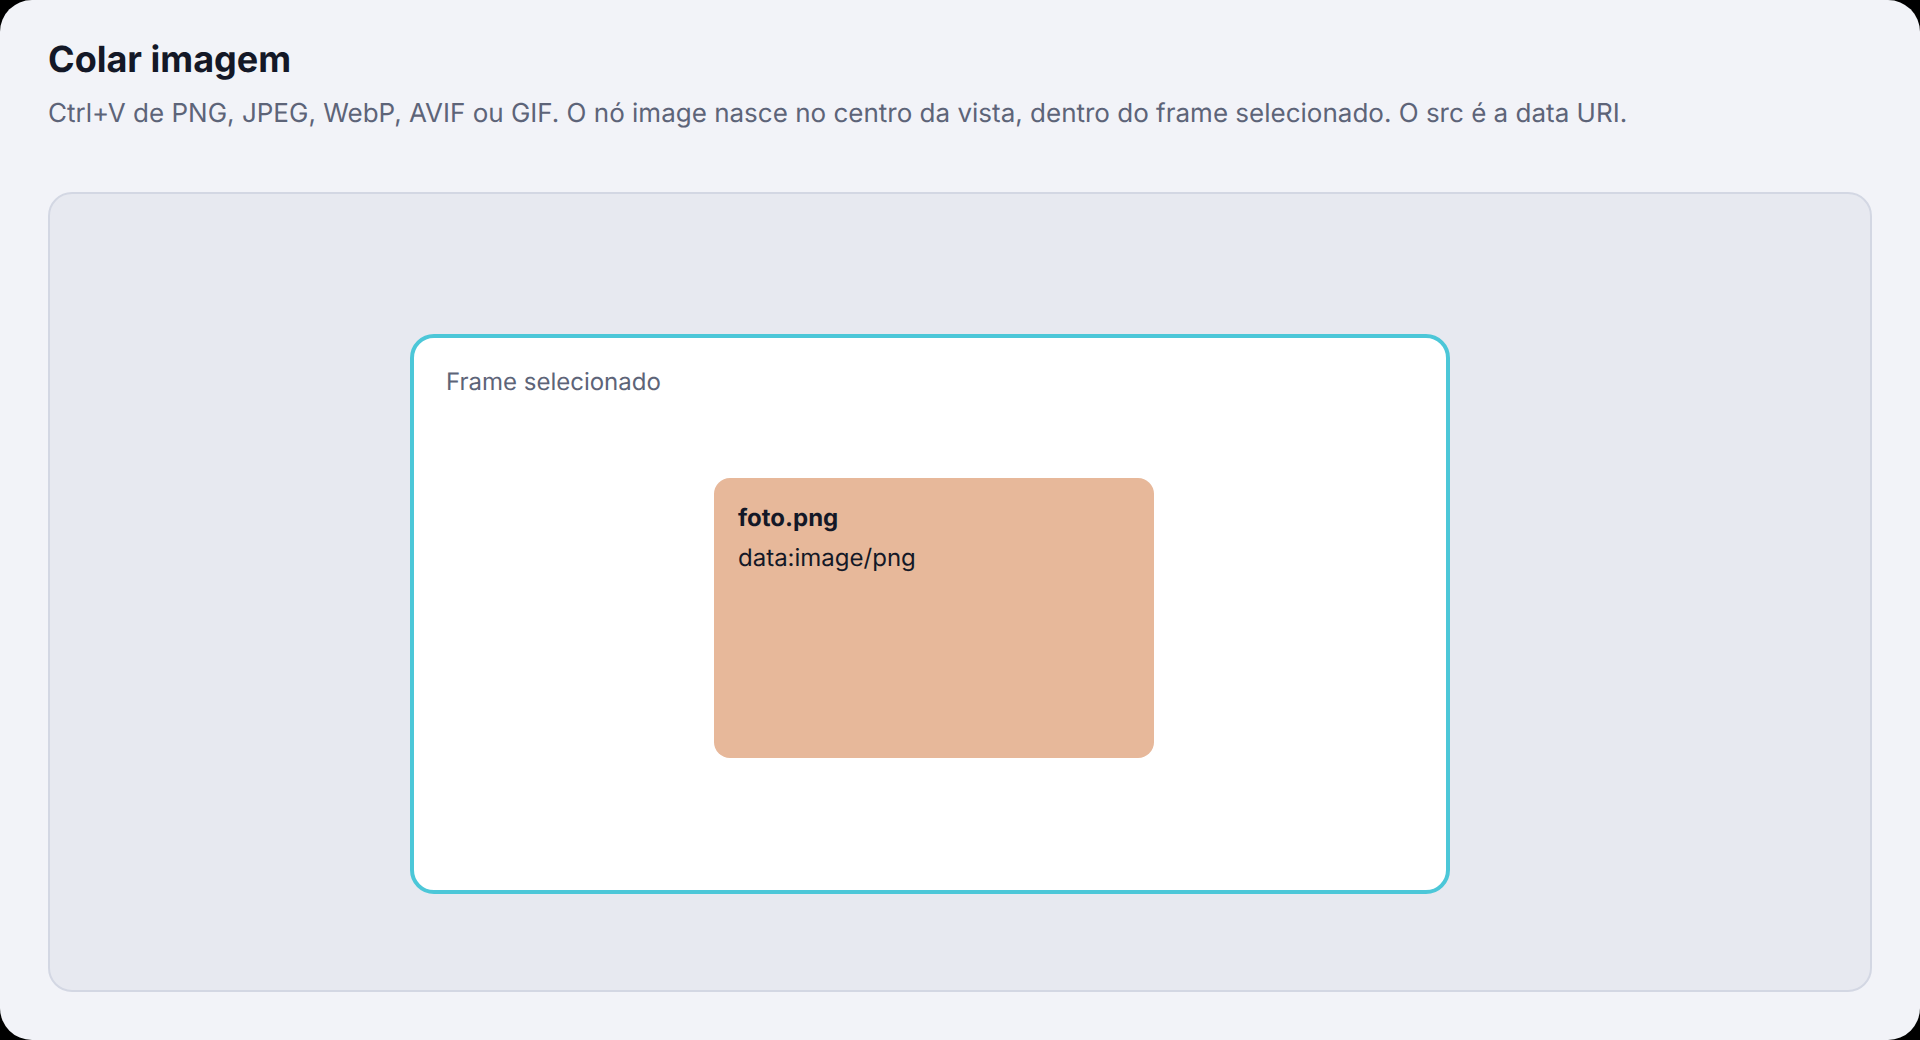 Colar imagem
Ctrl+V de PNG, JPEG, WebP, AVIF ou GIF. O nó image nasce no centro da vista, dentro do frame selecionado. O src é a data URI.
Frame selecionado
foto.png
data:image/png